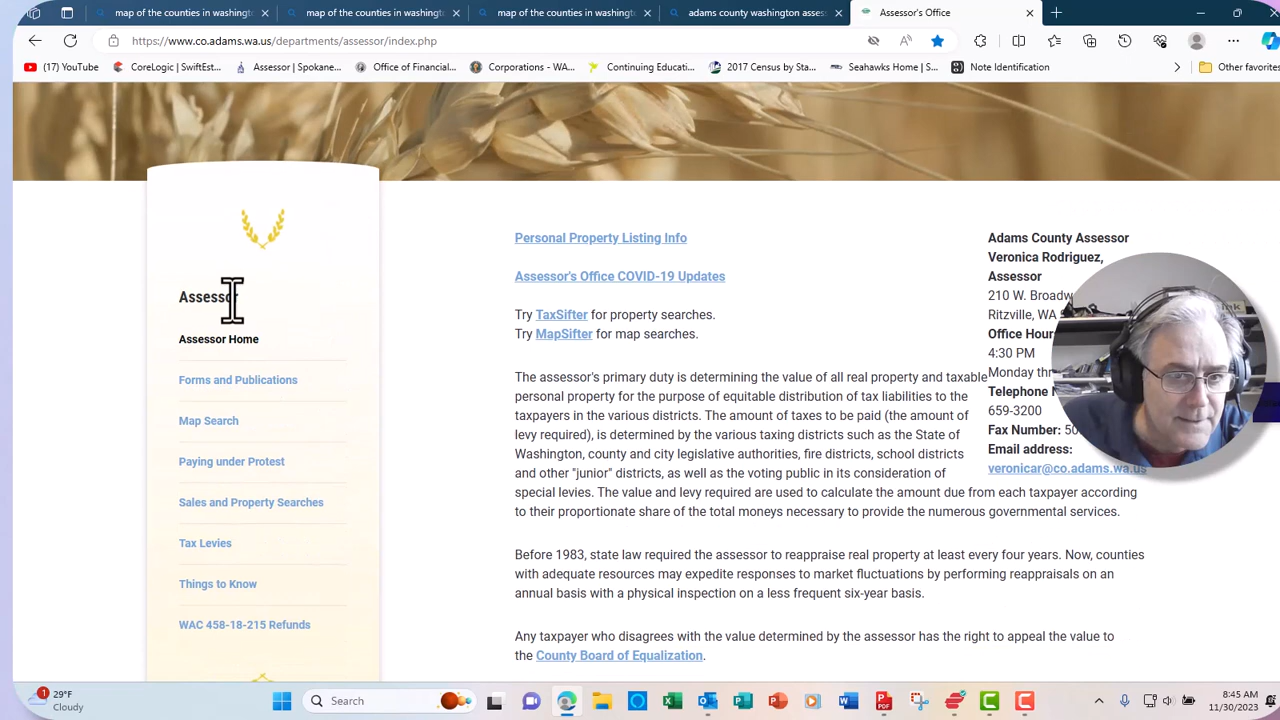 map of the counties in washingt
map of the counties in washingt
map of the counties in washingt
adams county washington assess
Assessor's Office
https://www.co.adams.wa.us/departments/assessor/index.php
(17) YouTube
CoreLogic | SwiftEst...
Assessor | Spokane...
Office of Financial...
Corporations - WA...
Continuing Educati...
2017 Census by Sta...
Seahawks Home | S...
Note Identification
Other favorites
Assessor
Assessor Home
Forms and Publications
Map Search
Paying under Protest
Sales and Property Searches
Tax Levies
Things to Know
WAC 458-18-215 Refunds
Personal Property Listing Info
Assessor's Office COVID-19 Updates
Try TaxSifter for property searches.
Try MapSifter for map searches.
The assessor's primary duty is determining the value of all real property and taxable
personal property for the purpose of equitable distribution of tax liabilities to the
taxpayers in the various districts. The amount of taxes to be paid (the amount of
levy required), is determined by the various taxing districts such as the State of
Washington, county and city legislative authorities, fire districts, school districts
and other "junior" districts, as well as the voting public in its consideration of
special levies. The value and levy required are used to calculate the amount due from each taxpayer according
to their proportionate share of the total moneys necessary to provide the numerous governmental services.
Before 1983, state law required the assessor to reappraise real property at least every four years. Now, counties
with adequate resources may expedite responses to market fluctuations by performing reappraisals on an
annual basis with a physical inspection on a less frequent six-year basis.
Any taxpayer who disagrees with the value determined by the assessor has the right to appeal the value to
the County Board of Equalization.
Adams County Assessor
Veronica Rodriguez,
Assessor
210 W. Broadw
Ritzville, WA
Office Hour
4:30 PM
Monday thr
Telephone
659-3200
Fax Number: 50
Email address:
veronicar@co.adams.wa.us
1
29°F
Cloudy
Search
8:45 AM
11/30/2023